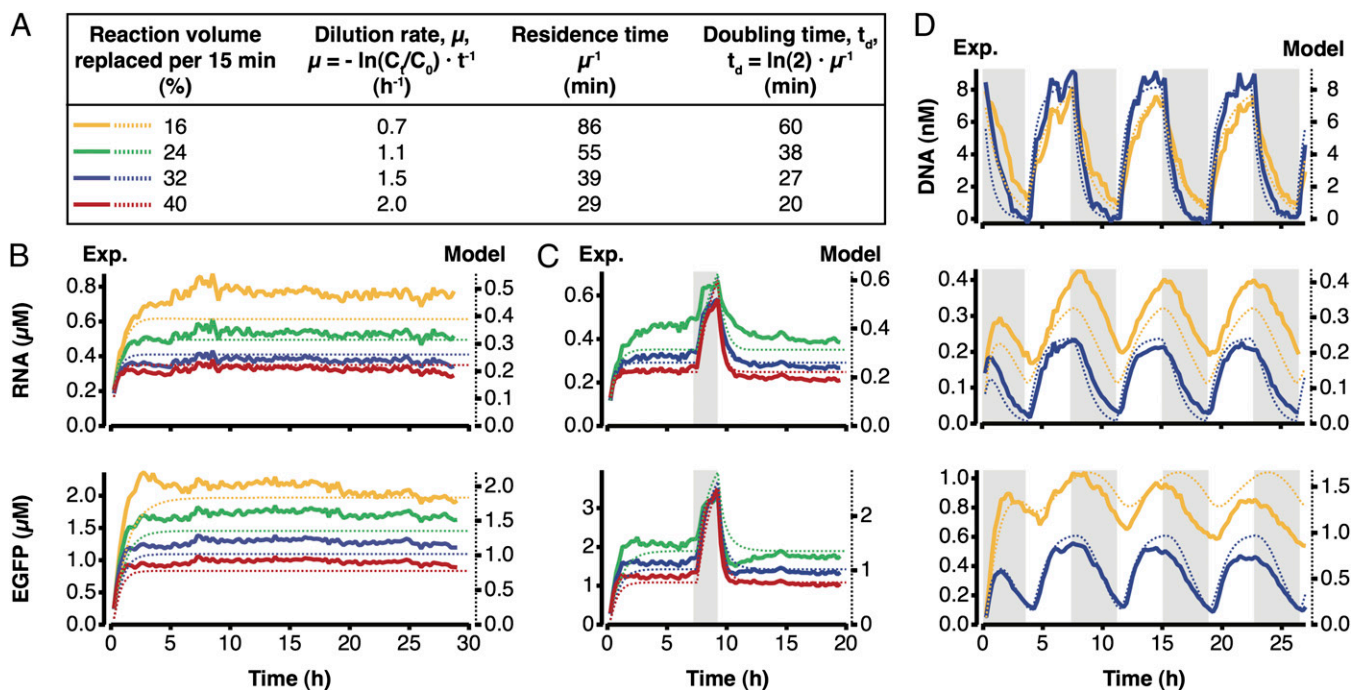 A
Reaction volume replaced per 15 min (%)
Dilution rate, μ, μ = - ln(Cₜ/C₀) · t⁻¹ (h⁻¹)
Residence time μ⁻¹ (min)
Doubling time, t_d, t_d = ln(2) · μ⁻¹ (min)
16 0.7 86 60
24 1.1 55 38
32 1.5 39 27
40 2.0 29 20
B
Exp. Model
RNA (μM)
0.8
0.6
0.4
0.2
0.0
0.5
0.4
0.3
0.2
0.1
0.0
EGFP (μM)
2.0
1.5
1.0
0.5
0.0
2.0
1.5
1.0
0.5
0.0
0 5 10 15 20 25 30
Time (h)
C
Exp. Model
0.6
0.4
0.2
0.0
0.6
0.4
0.2
0.0
3
2
1
0
2
1
0
0 5 10 15 20
Time (h)
D
Exp. Model
DNA (nM)
8
6
4
2
0
8
6
4
2
0
0.4
0.3
0.2
0.1
0.0
0.4
0.3
0.2
0.1
0.0
1.0
0.8
0.6
0.4
0.2
0.0
1.5
1.0
0.5
0.0
0 5 10 15 20 25
Time (h)